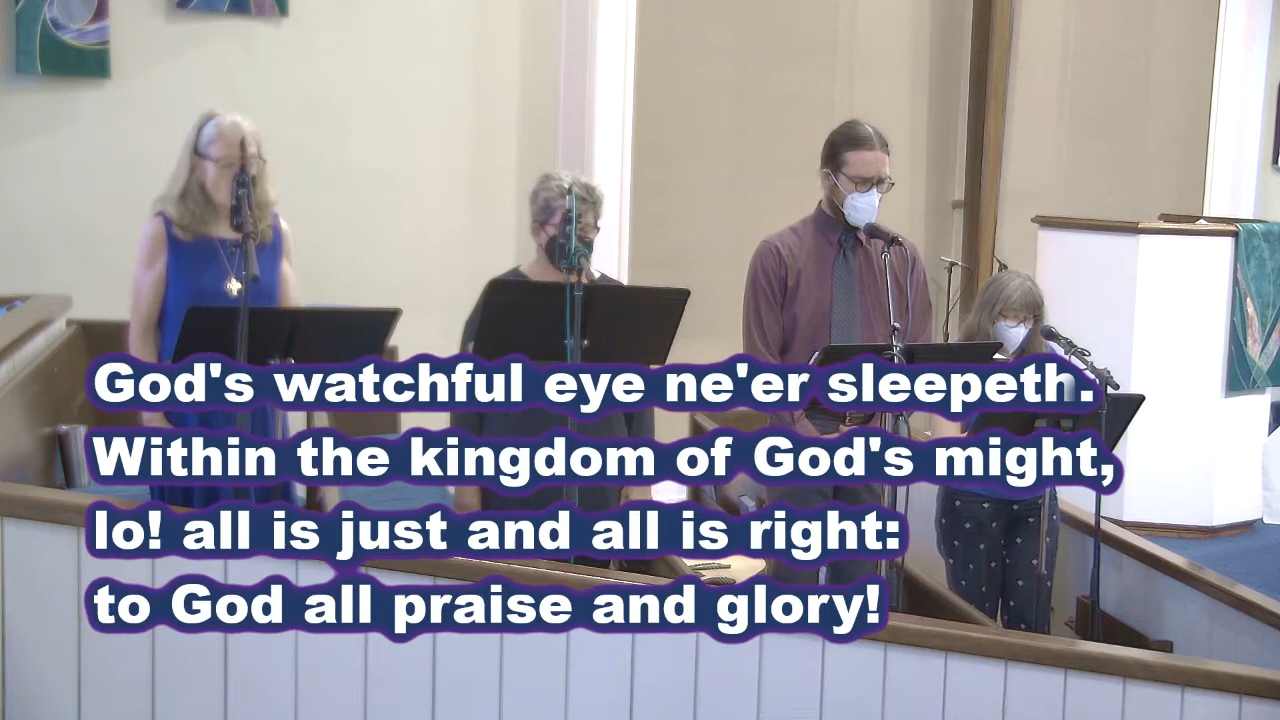 God's watchful eye ne'er sleepeth.
Within the kingdom of God's might,
lo! all is just and all is right:
to God all praise and glory!